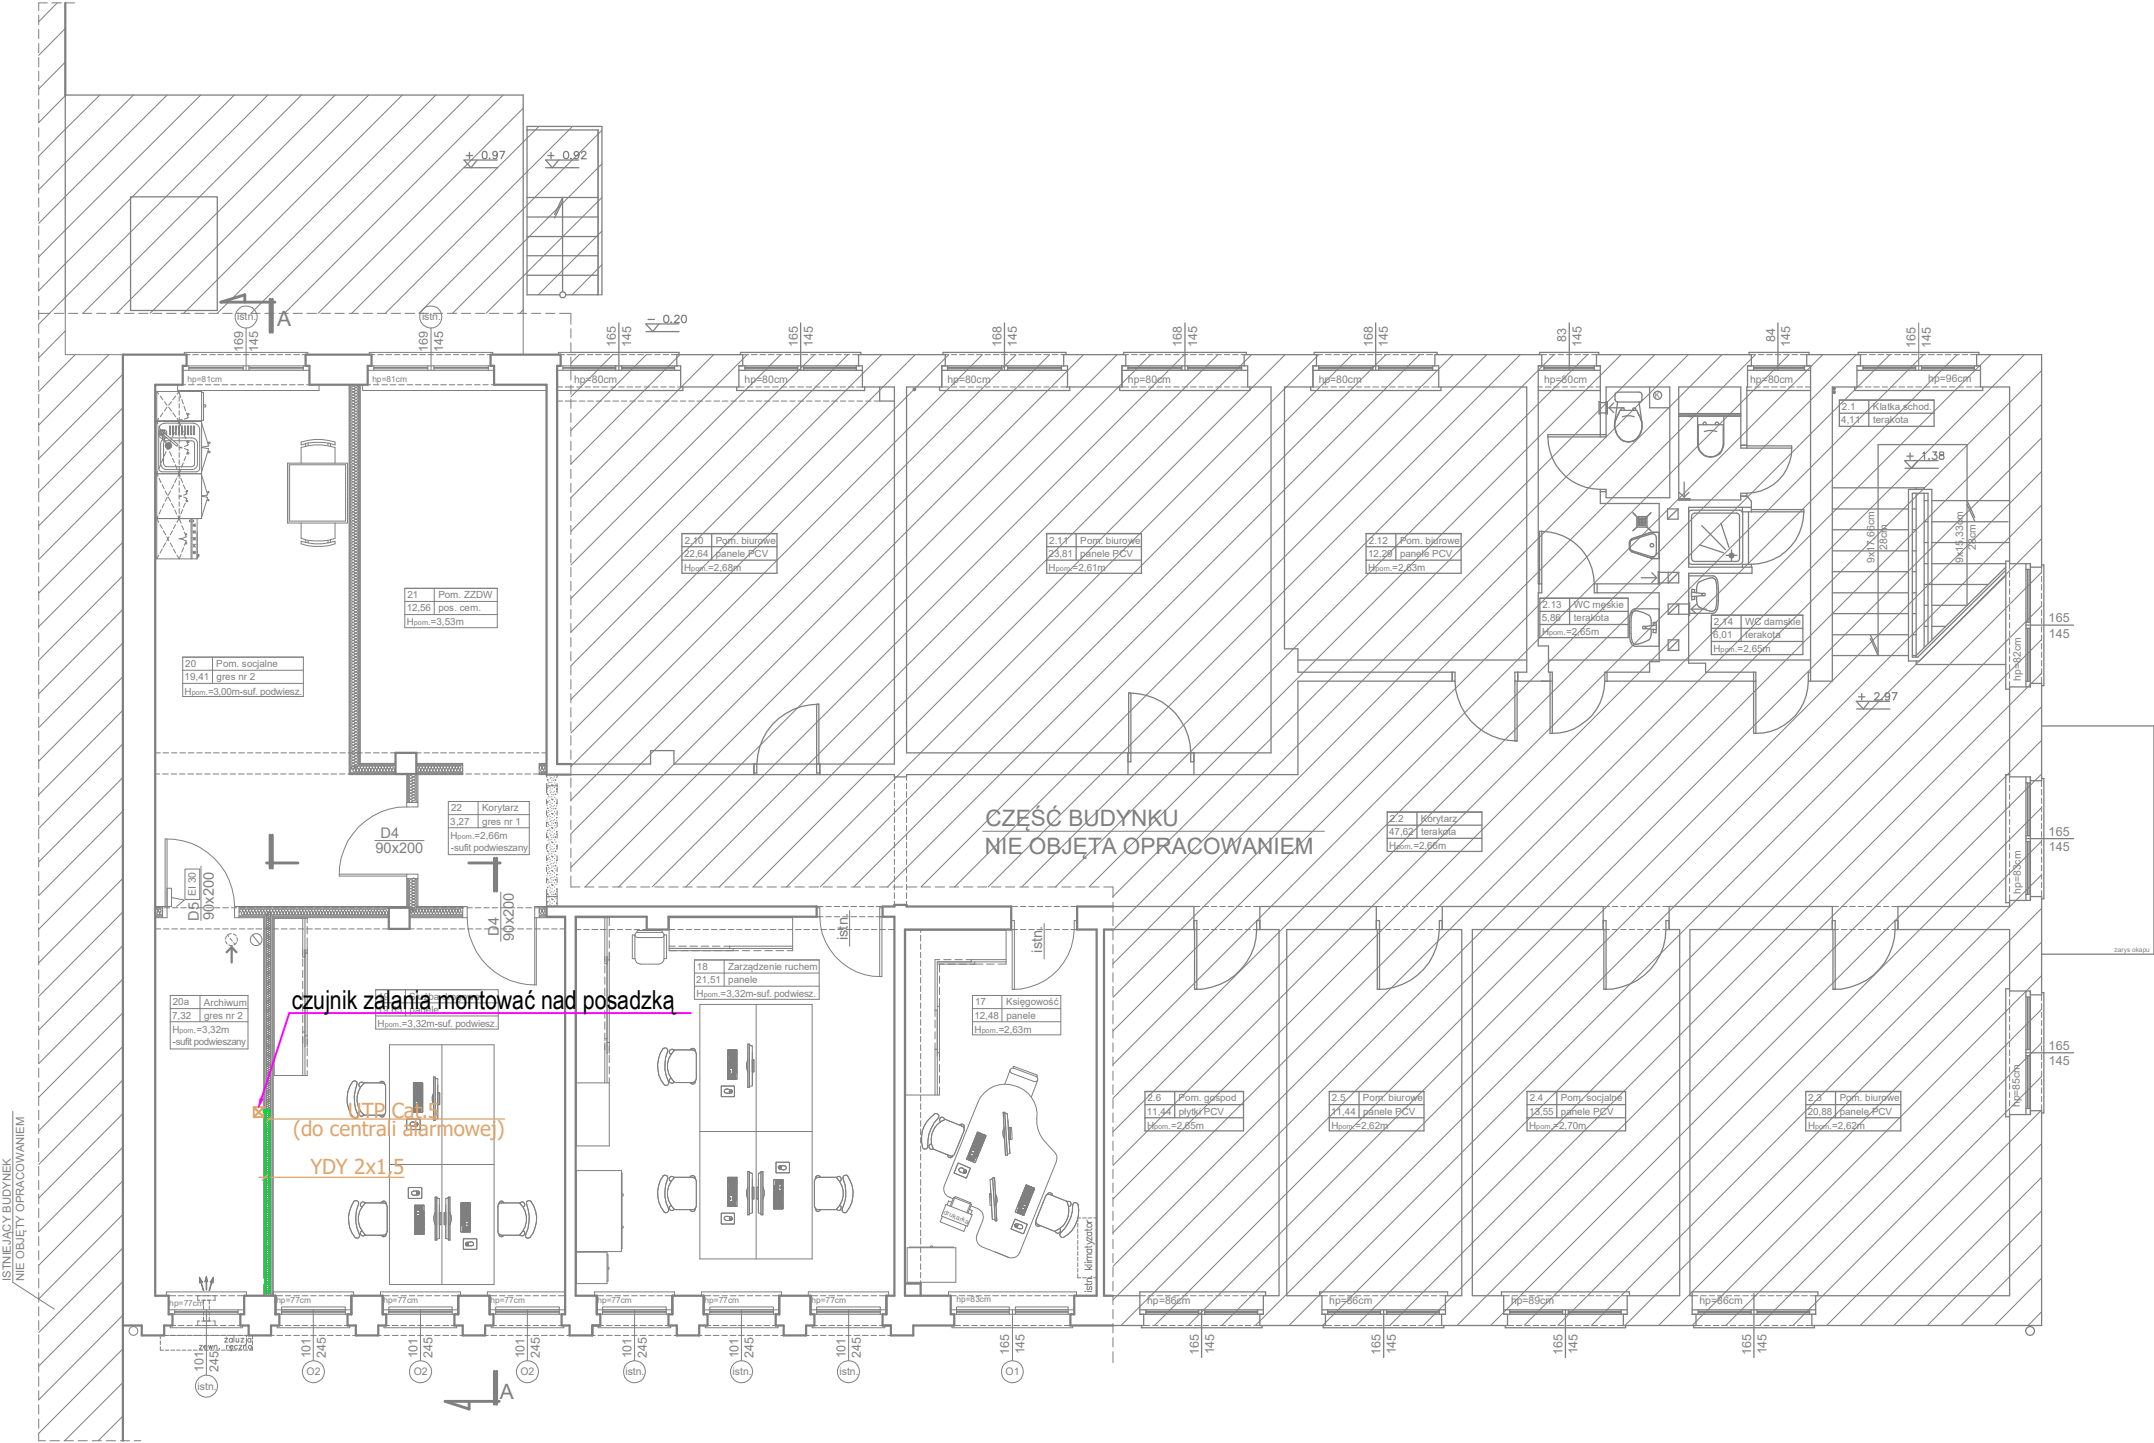 + 0,97
+ 0,92
- 0,20
A
istn.
istn.
169
145
169
145
165
145
165
145
168
145
168
145
168
145
83
145
84
145
165
145
hp=81cm
hp=81cm
hp=80cm
hp=80cm
hp=80cm
hp=80cm
hp=80cm
hp=80cm
hp=80cm
hp=96cm
2.1 Klatka schod.
4,11 terakota
+ 1,38
9x17,66cm
28cm
9x15,33cm
28cm
2.10 Pom. biurowe
22,64 panele PCV
Hpom.=2,68m
2.11 Pom. biurowe
23,81 panele PCV
Hpom.=2,61m
2.12 Pom. biurowe
12,29 panele PCV
Hpom.=2,63m
21 Pom. ZZDW
12,56 pos. cem.
Hpom.=3,53m
2.13 WC męskie
5,86 terakota
Hpom.=2,65m
2.14 WC damskie
6,01 terakota
Hpom.=2,65m
20 Pom. socjalne
19,41 gres nr 2
Hpom.=3,00m-suf. podwiesz.
hp=82cm
165
145
+ 2,97
22 Korytarz
3,27 gres nr 1
Hpom.=2,66m
-sufit podwieszany
D4
90x200
CZĘŚĆ BUDYNKU
NIE OBJĘTA OPRACOWANIEM
2.2 Korytarz
47,62 terakota
Hpom.=2,66m
165
145
D5 EI 30
90x200
D4
90x200
istn.
istn.
zarys okapu
18 Zarządzenie ruchem
21,51 panele
Hpom.=3,32m-suf. podwiesz.
czujnik zalania montować nad posadzką
20a Archiwum
7,32 gres nr 2
Hpom.=3,32m
-sufit podwieszany
panele
Hpom.=3,32m-suf. podwiesz.
17 Księgowość
12,48 panele
Hpom.=2,63m
165
145
hp=85cm
UTP Cat.5
(do centrali alarmowej)
YDY 2x1,5
2.6 Pom. gospod
11,44 płytki PCV
Hpom.=2,65m
2.5 Pom. biurowe
11,44 panele PCV
Hpom.=2,62m
2.4 Pom. socjalne
13,55 panele PCV
Hpom.=2,70m
2.3 Pom. biurowe
20,88 panele PCV
Hpom.=2,62m
ISTNIEJĄCY BUDYNEK
NIE OBJĘTY OPRACOWANIEM
drukarka
istn. klimatyzator
hp=77cm
hp=77cm
hp=77cm
hp=77cm
hp=77cm
hp=77cm
hp=77cm
hp=83cm
hp=86cm
hp=86cm
hp=89cm
hp=86cm
żaluzja
zewn. ręczna
101
245
101
245
101
245
101
245
101
245
101
245
101
245
165
145
165
145
165
145
165
145
165
145
istn.
O2
O2
O2
istn.
istn.
istn.
O1
A